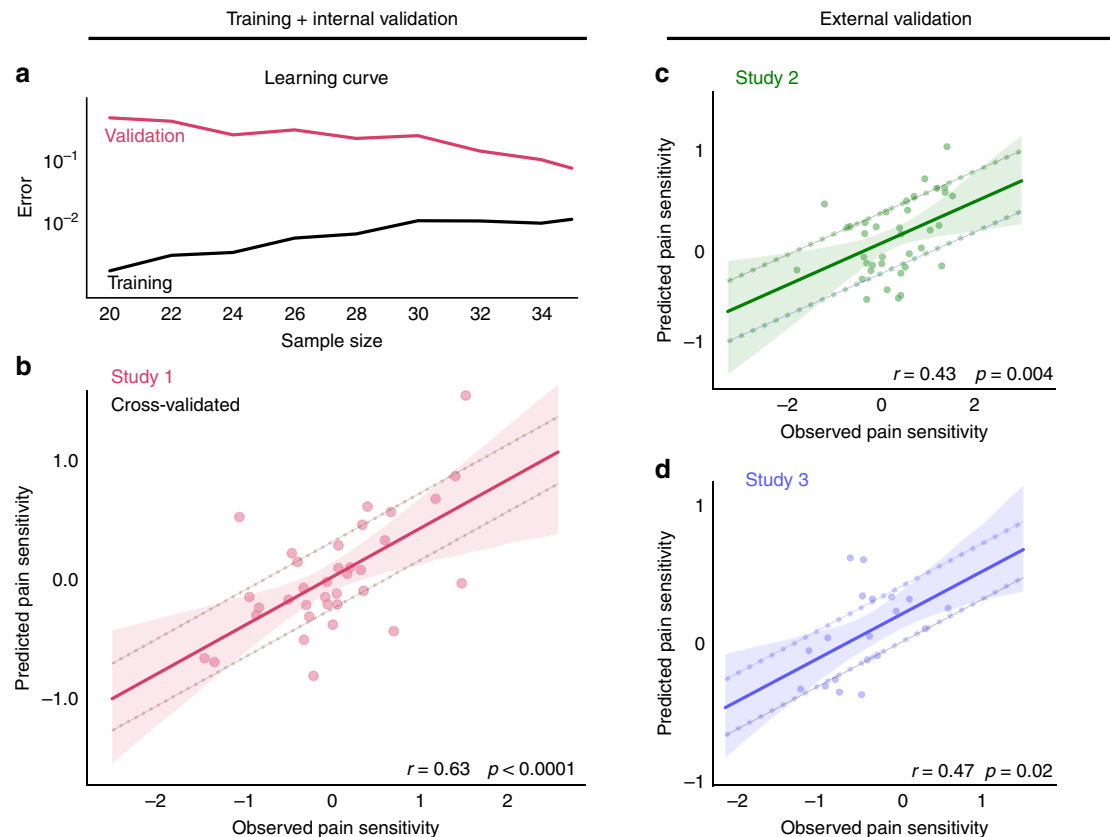 Training + internal validation
External validation
a
Learning curve
Validation
Training
10⁻¹
10⁻²
Error
20 22 24 26 28 30 32 34
Sample size
b
Study 1
Cross-validated
1.0
0.0
−1.0
Predicted pain sensitivity
r = 0.63 p < 0.0001
−2 −1 0 1 2
Observed pain sensitivity
c
Study 2
1
0
−1
Predicted pain sensitivity
r = 0.43 p = 0.004
−2 0 2
Observed pain sensitivity
d
Study 3
1
0
−1
Predicted pain sensitivity
r = 0.47 p = 0.02
−2 −1 0 1
Observed pain sensitivity